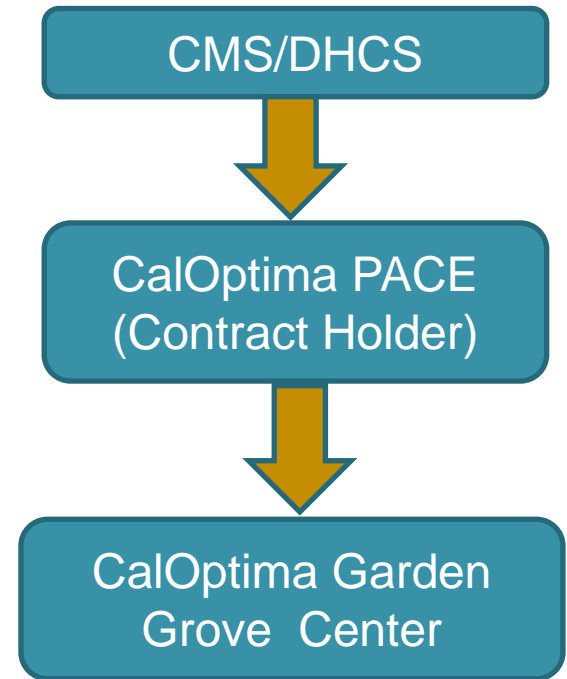 CMS/DHCS
CalOptima PACE
(Contract Holder)
CalOptima Garden
Grove Center